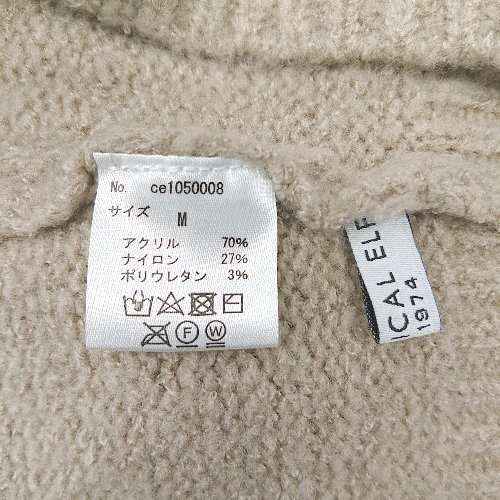 No. ce1050008
サイズ M
アクリル 70%
ナイロン 27%
ポリウレタン 3%
F W
ICAL ELF
1974